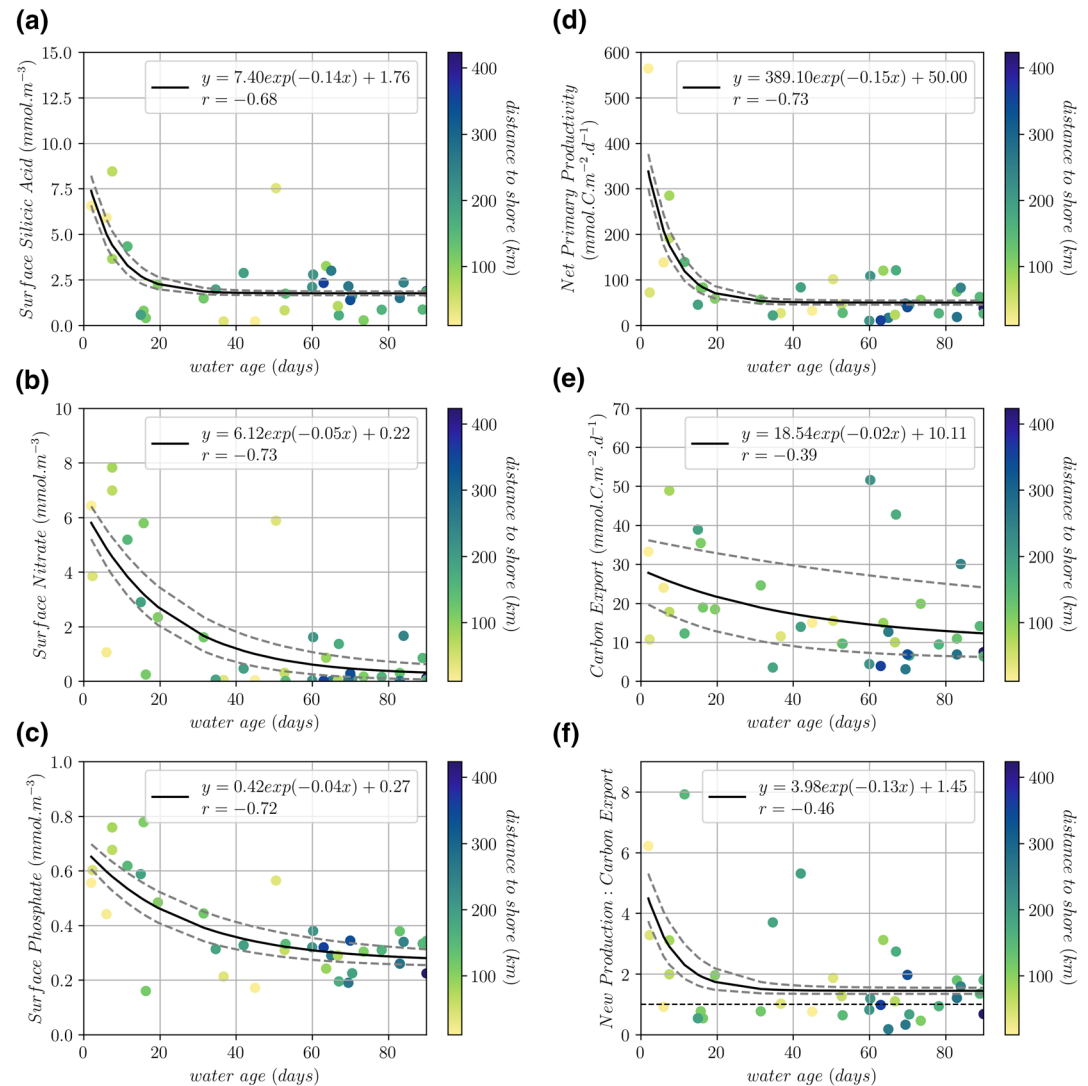 (a)
15.0
12.5
10.0
7.5
5.0
2.5
0.0
0 20 40 60 80
Surface Silicic Acid (mmol.m⁻³)
water age (days)
y = 7.40exp(−0.14x) + 1.76
r = −0.68
400
300
200
100
distance to shore (km)
(d)
600
500
400
300
200
100
0
0 20 40 60 80
Net Primary Productivity
(mmol.C.m⁻².d⁻¹)
water age (days)
y = 389.10exp(−0.15x) + 50.00
r = −0.73
400
300
200
100
distance to shore (km)
(b)
10
8
6
4
2
0
0 20 40 60 80
Surface Nitrate (mmol.m⁻³)
water age (days)
y = 6.12exp(−0.05x) + 0.22
r = −0.73
400
300
200
100
distance to shore (km)
(e)
70
60
50
40
30
20
10
0
0 20 40 60 80
Carbon Export (mmol.C.m⁻².d⁻¹)
water age (days)
y = 18.54exp(−0.02x) + 10.11
r = −0.39
400
300
200
100
distance to shore (km)
(c)
1.0
0.8
0.6
0.4
0.2
0.0
0 20 40 60 80
Surface Phosphate (mmol.m⁻³)
water age (days)
y = 0.42exp(−0.04x) + 0.27
r = −0.72
400
300
200
100
distance to shore (km)
(f)
8
6
4
2
0
0 20 40 60 80
New Production : Carbon Export
water age (days)
y = 3.98exp(−0.13x) + 1.45
r = −0.46
400
300
200
100
distance to shore (km)